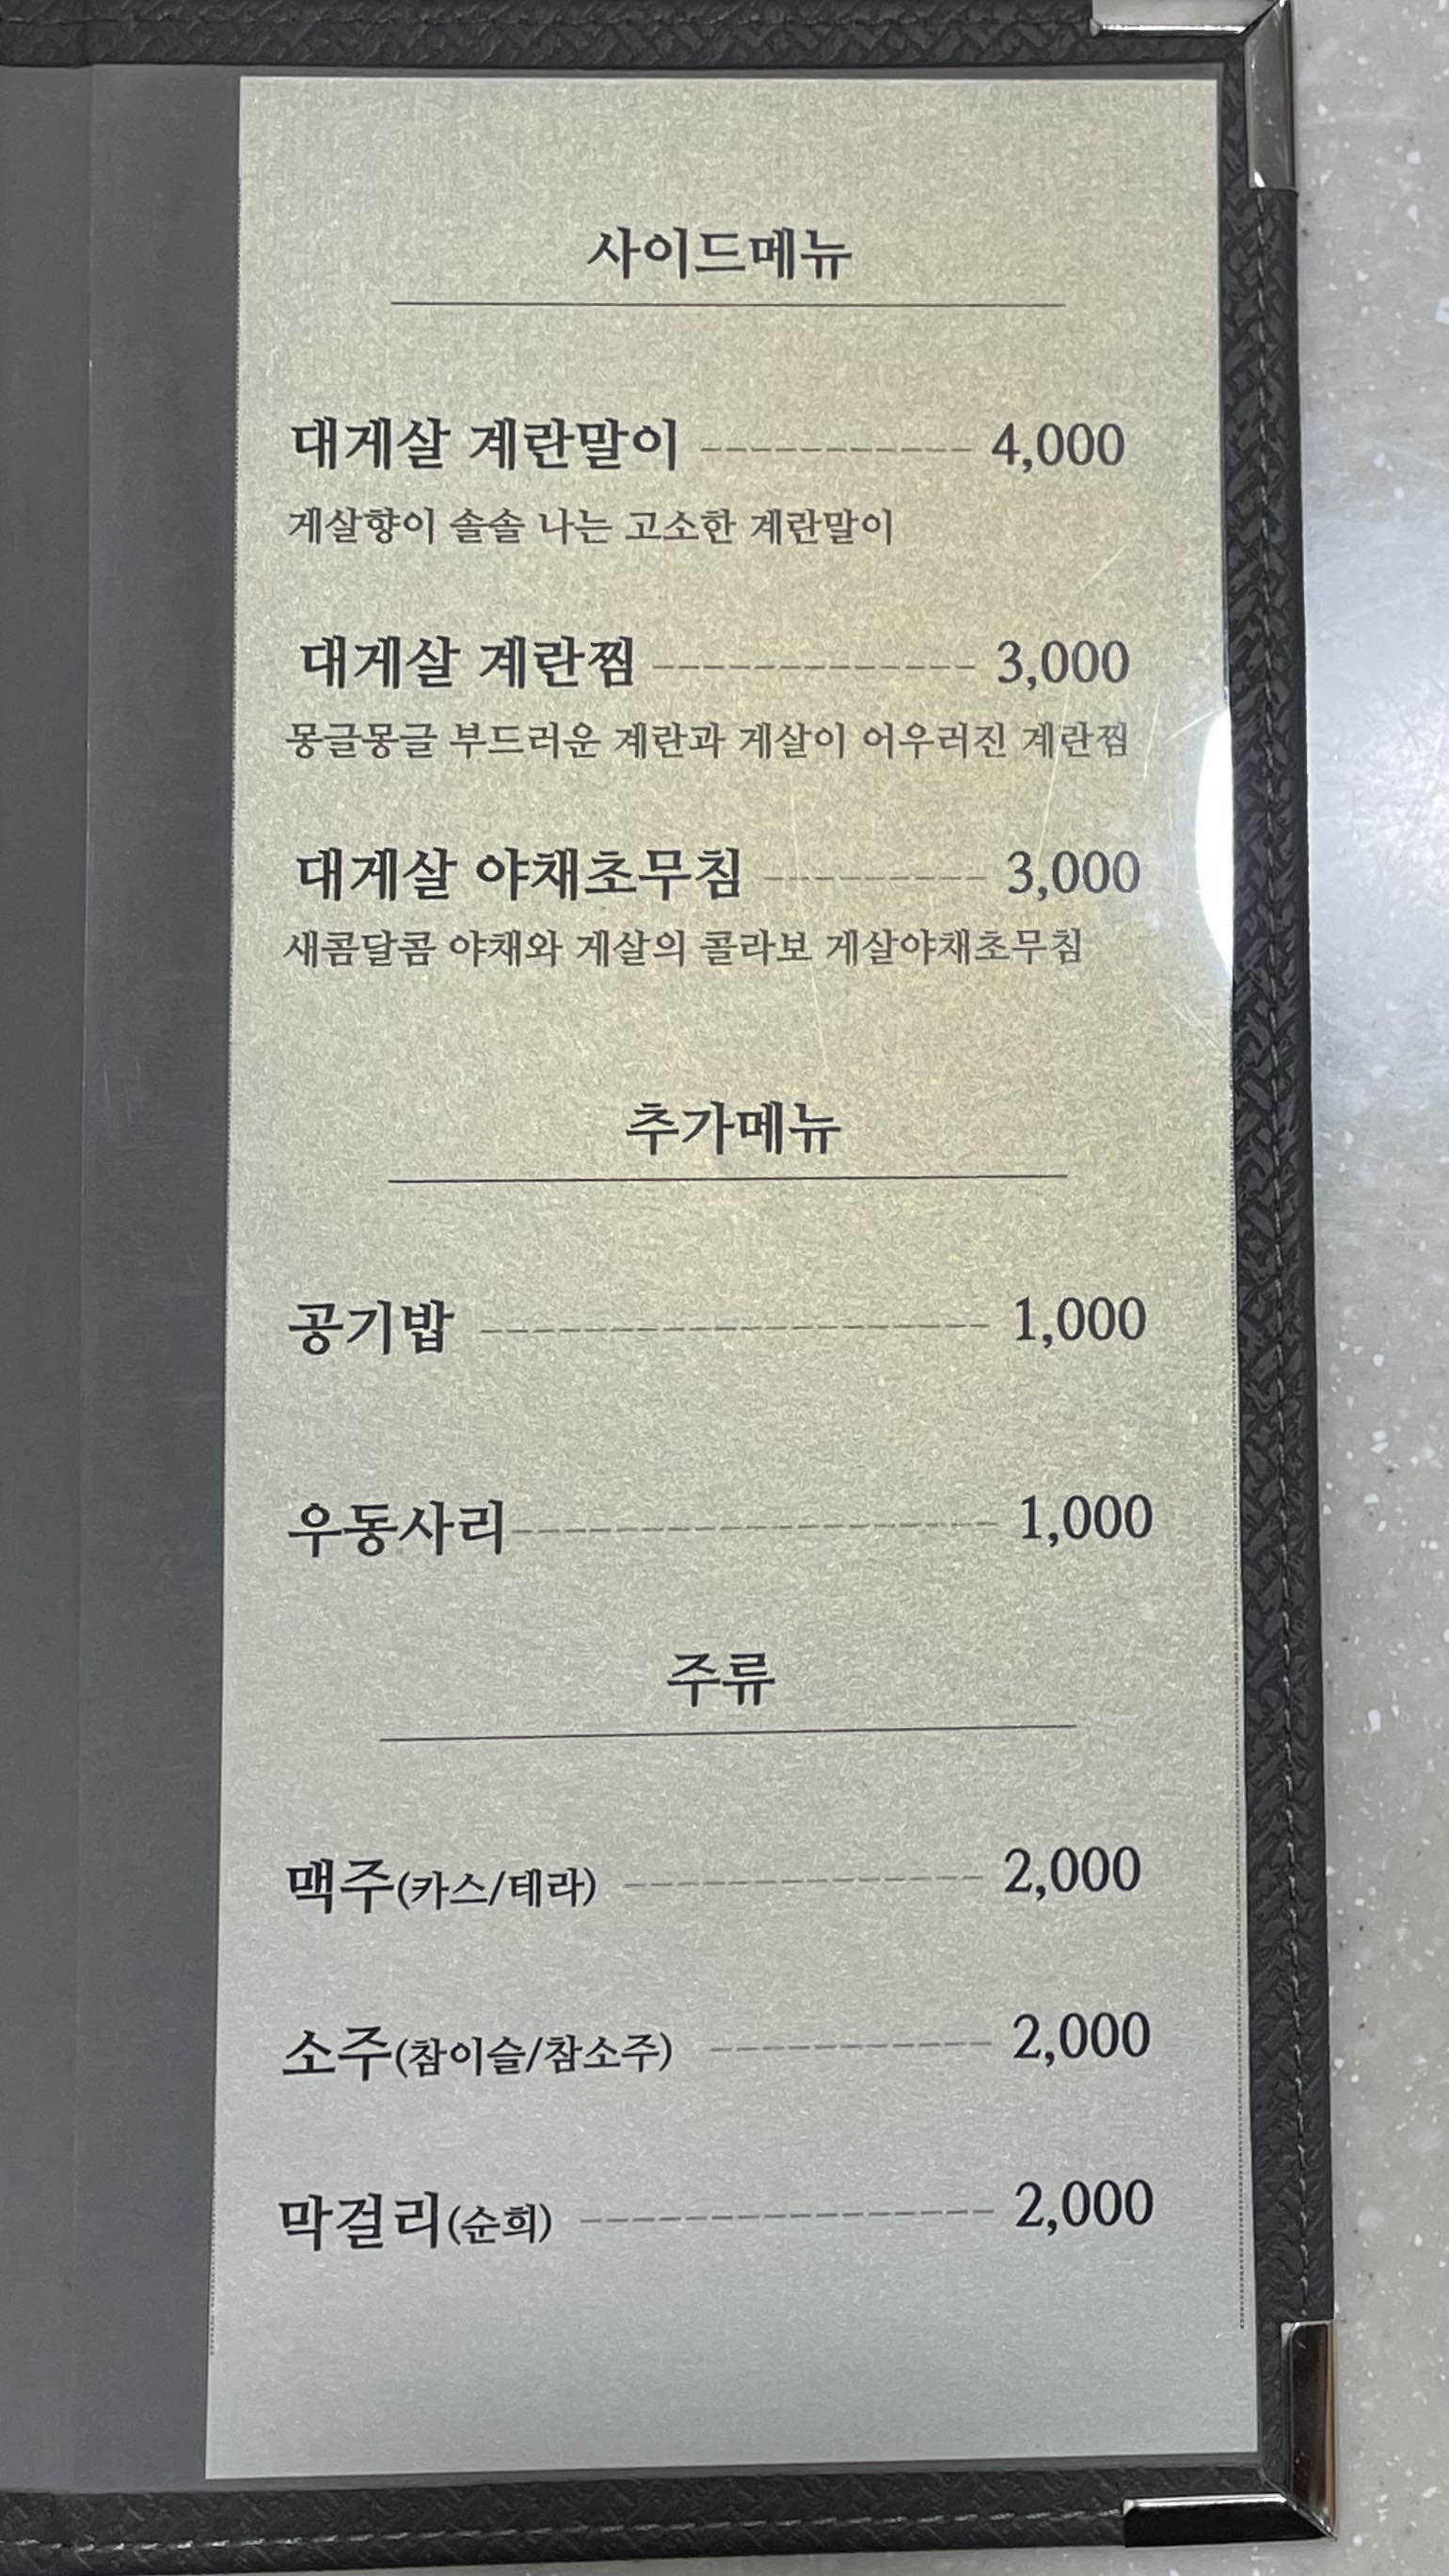 사이드메뉴
대게살 계란말이 ----------- 4,000
게살향이 솔솔 나는 고소한 계란말이
대게살 계란찜 ------------- 3,000
몽글몽글 부드러운 계란과 게살이 어우러진 계란찜
대게살 야채초무침 --------- 3,000
새콤달콤 야채와 게살의 콜라보 게살야채초무침
추가메뉴
공기밥 -------------------- 1,000
우동사리------------------- 1,000
주류
맥주(카스/테라) -------------- 2,000
소주(참이슬/참소주) ----------- 2,000
막걸리(순희) ---------------- 2,000